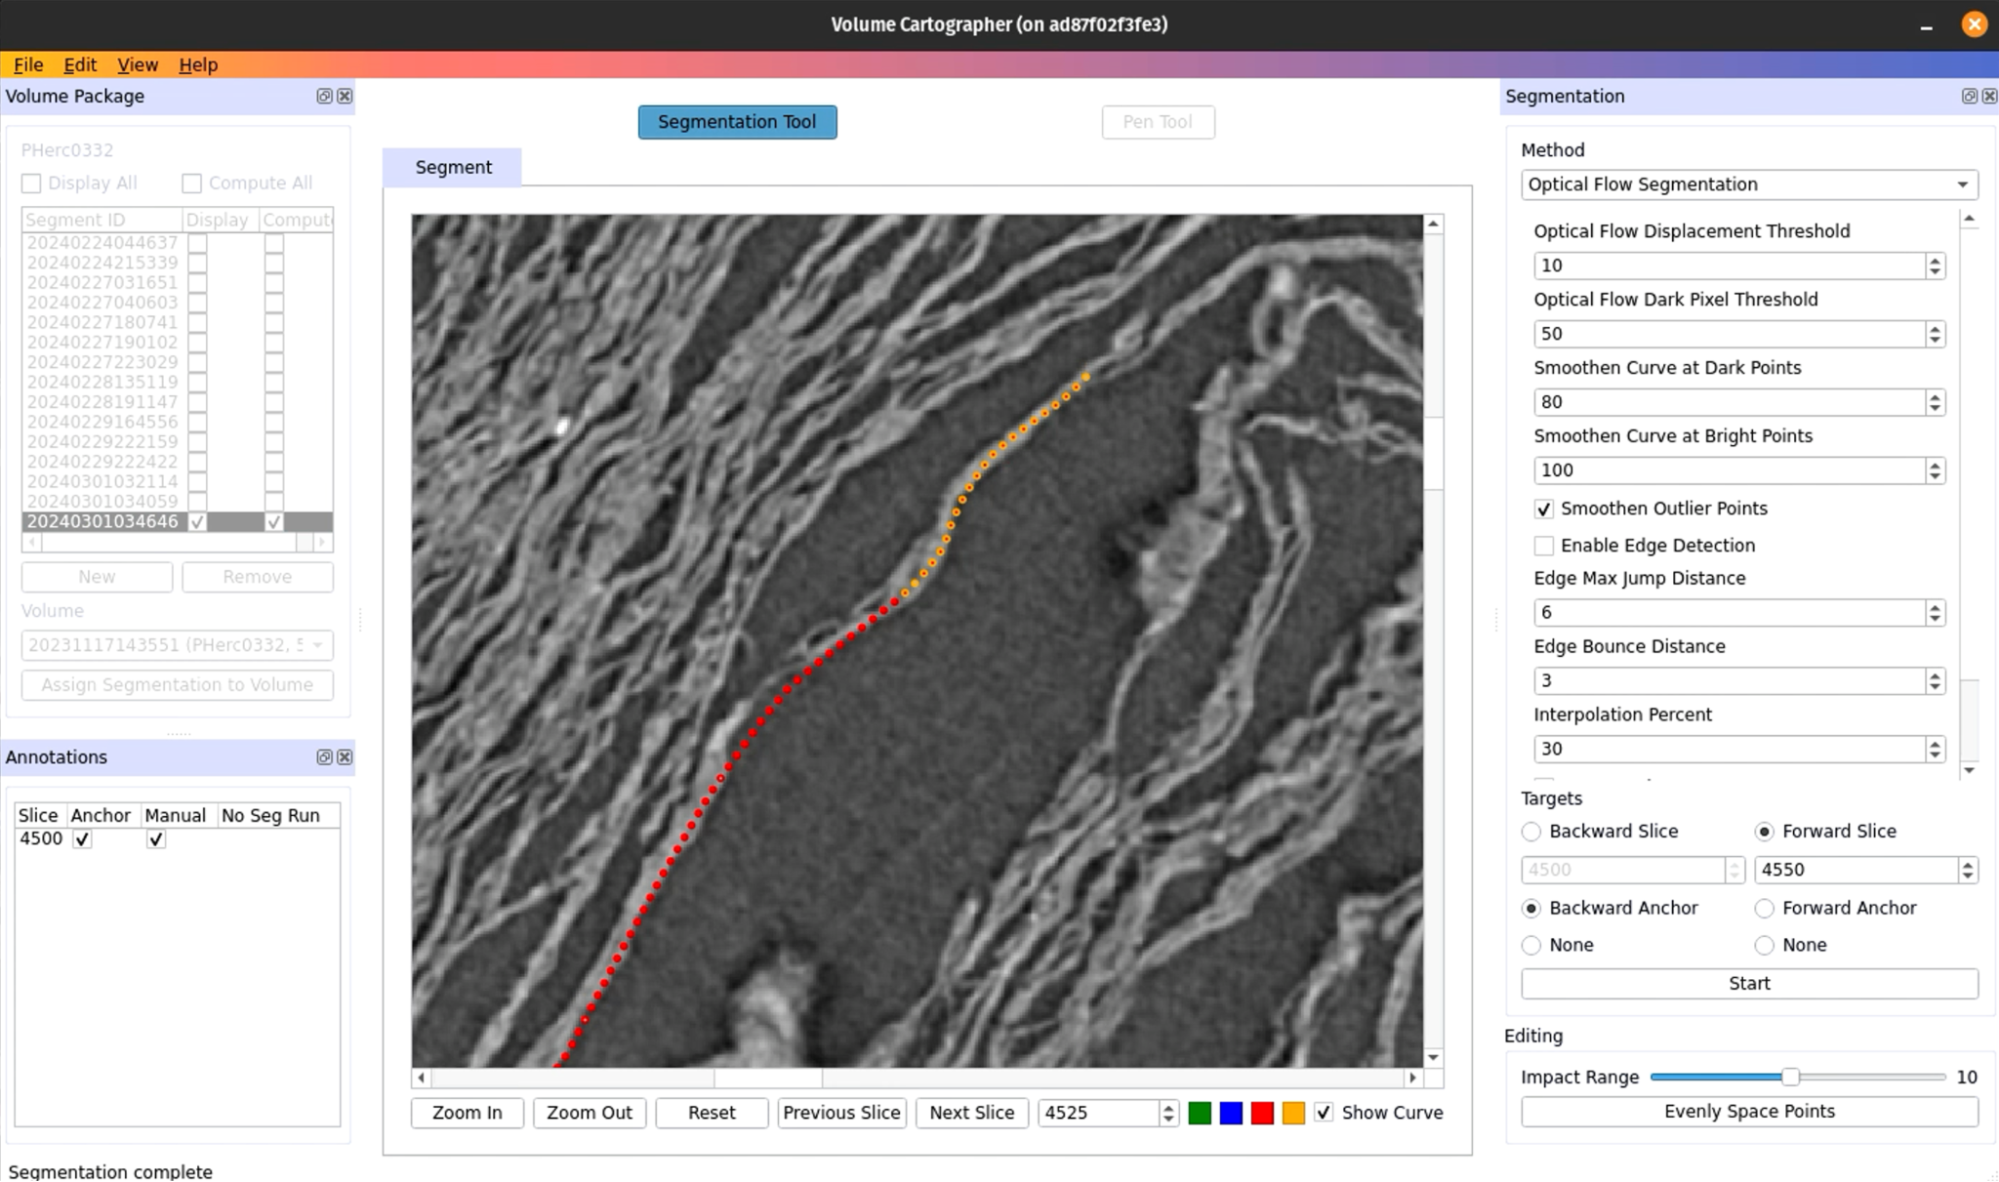 Volume Cartographer (on ad87f02f3fe3)
File Edit View Help
Volume Package
PHerc0332
Display All Compute All
Segment ID Display Comput
20240224044637
20240224215339
20240227031651
20240227040603
20240227180741
20240227190102
20240227223029
20240228135119
20240228191147
20240229164556
20240229222159
20240229222422
20240301032114
20240301034059
20240301034646
New Remove
Volume
20231117143551 (PHerc0332, 5
Assign Segmentation to Volume
Annotations
Slice Anchor Manual No Seg Run
4500
Segmentation complete
Segmentation Tool Pen Tool
Segment
Zoom In Zoom Out Reset Previous Slice Next Slice 4525 Show Curve
Segmentation
Method
Optical Flow Segmentation
Optical Flow Displacement Threshold
10
Optical Flow Dark Pixel Threshold
50
Smoothen Curve at Dark Points
80
Smoothen Curve at Bright Points
100
Smoothen Outlier Points
Enable Edge Detection
Edge Max Jump Distance
6
Edge Bounce Distance
3
Interpolation Percent
30
Targets
Backward Slice Forward Slice
4500 4550
Backward Anchor Forward Anchor
None None
Start
Editing
Impact Range 10
Evenly Space Points